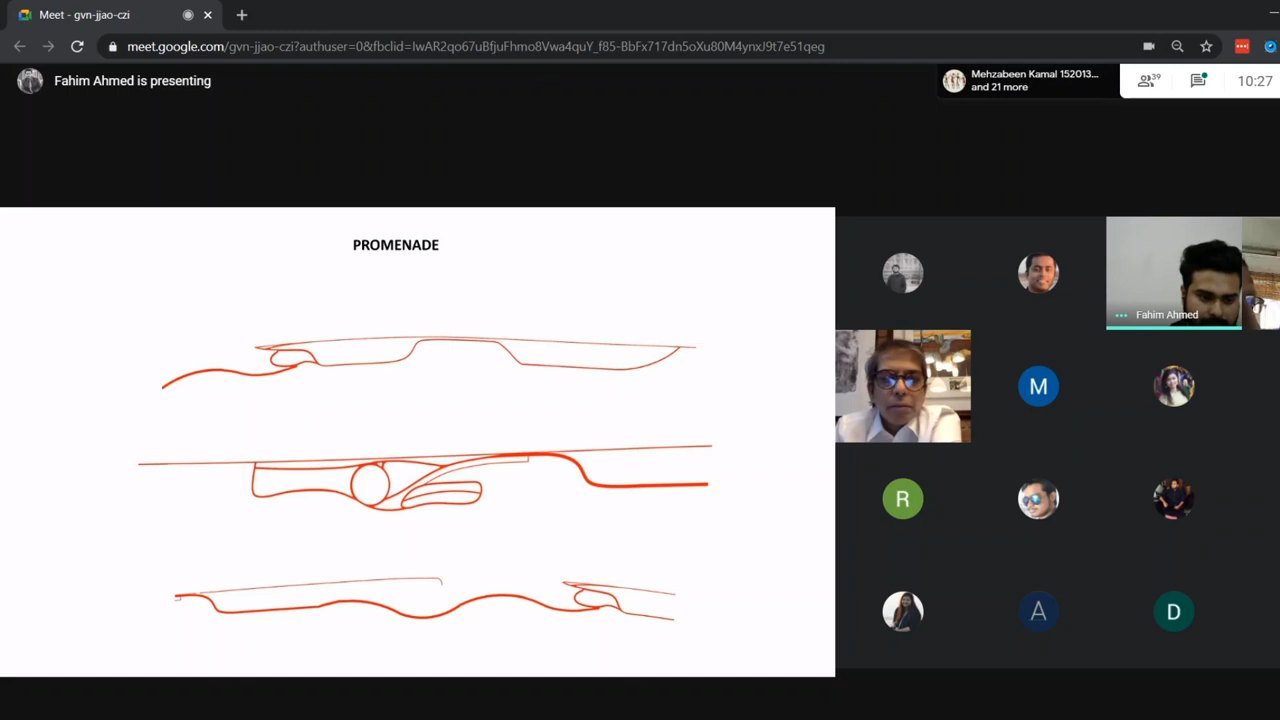 Meet - gvn-jjao-czi
meet.google.com/gvn-jjao-czi?authuser=0&fbclid=IwAR2qo67uBfjuFhmo8Vwa4quY_f85-BbFx717dn5oXu80M4ynxJ9t7e51qeg
Fahim Ahmed is presenting
Mehzabeen Kamal 152013...
and 21 more
39
10:27
PROMENADE
Fahim Ahmed
M
R
A
D